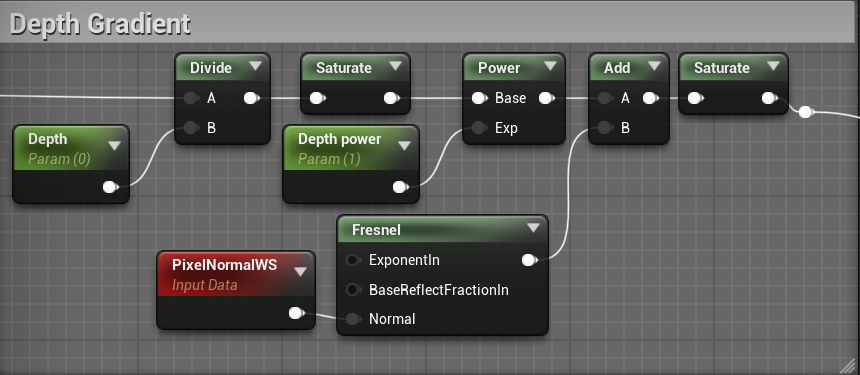 Depth Gradient
Divide
A
B
Saturate
Power
Base
Exp
Add
A
B
Saturate
Depth
Param (0)
Depth power
Param (1)
Fresnel
ExponentIn
BaseReflectFractionIn
Normal
PixelNormalWS
Input Data